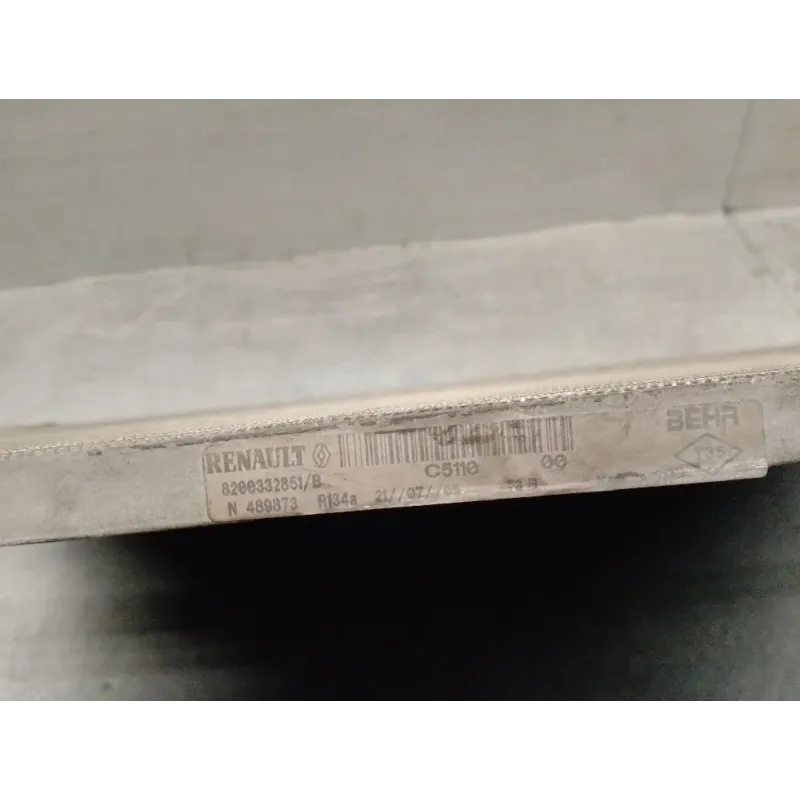 RENAULT
C5110 00
BEHR
8200332851/B
N 489873 R134a 21//07//05